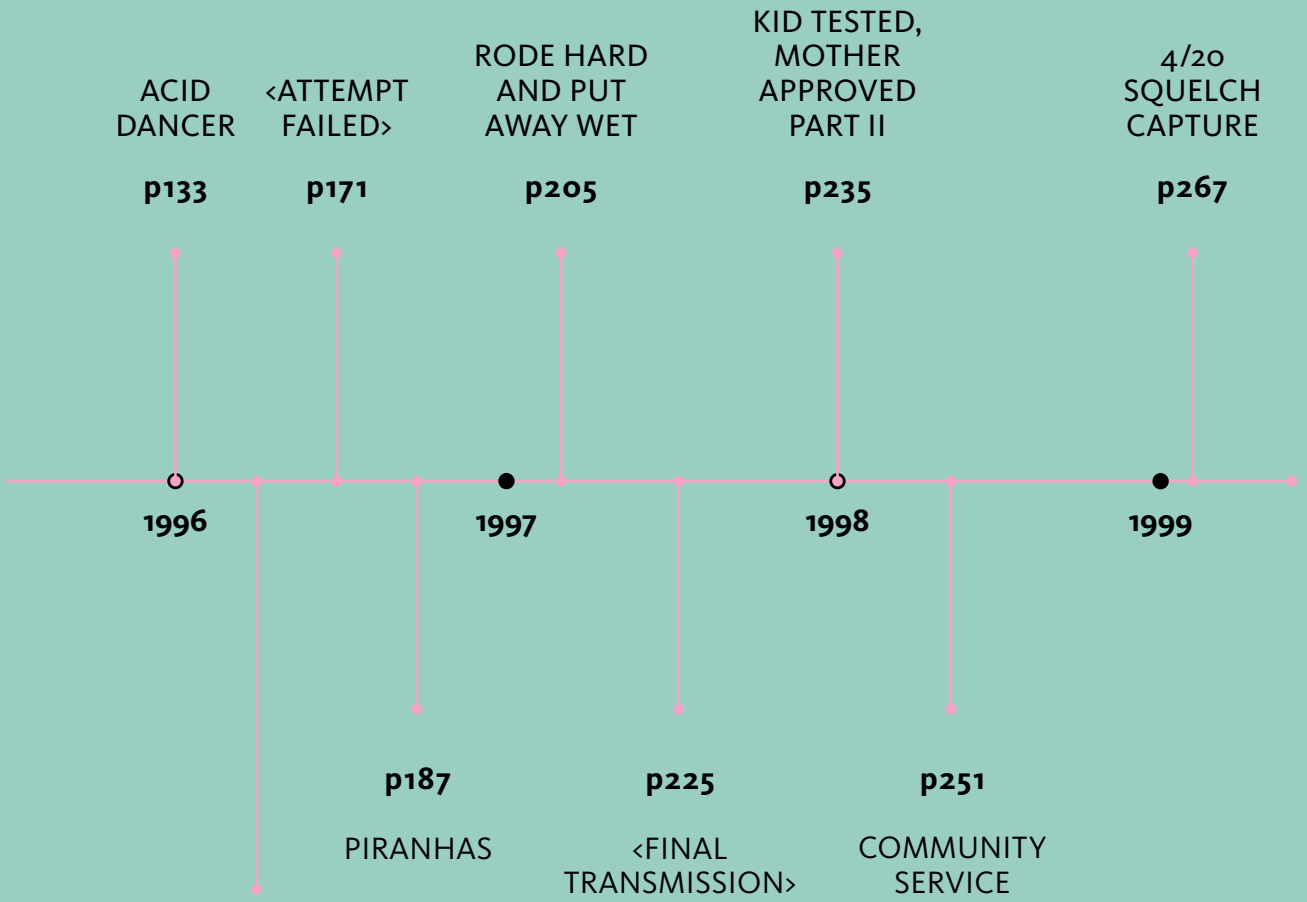 ACID
DANCER
p133
‹ATTEMPT
FAILED›
p171
RODE HARD
AND PUT
AWAY WET
p205
KID TESTED,
MOTHER
APPROVED
PART II
p235
4/20
SQUELCH
CAPTURE
p267
1996
1997
1998
1999
p187
PIRANHAS
p225
‹FINAL
TRANSMISSION›
p251
COMMUNITY
SERVICE